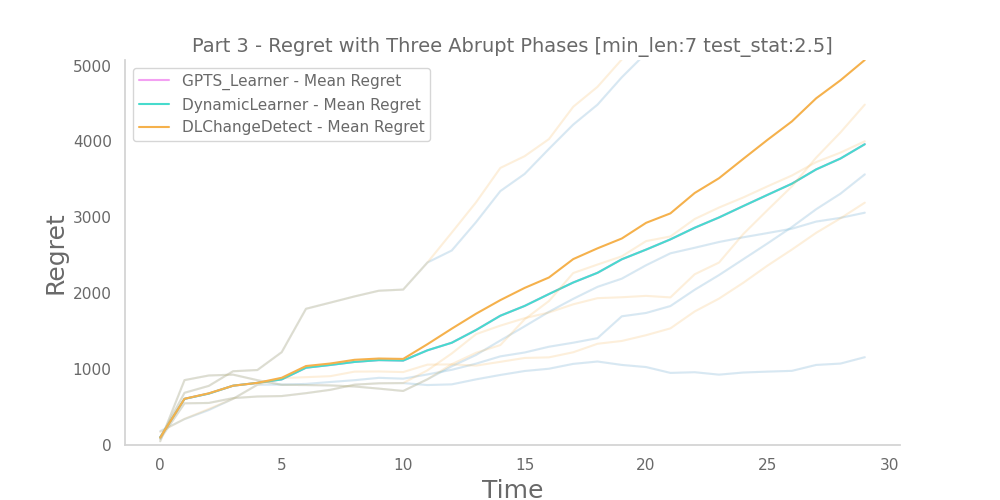 Part 3 - Regret with Three Abrupt Phases [min_len:7 test_stat:2.5]
GPTS_Learner - Mean Regret
DynamicLearner - Mean Regret
DLChangeDetect - Mean Regret
Regret
5000
4000
3000
2000
1000
0
0 5 10 15 20 25 30
Time